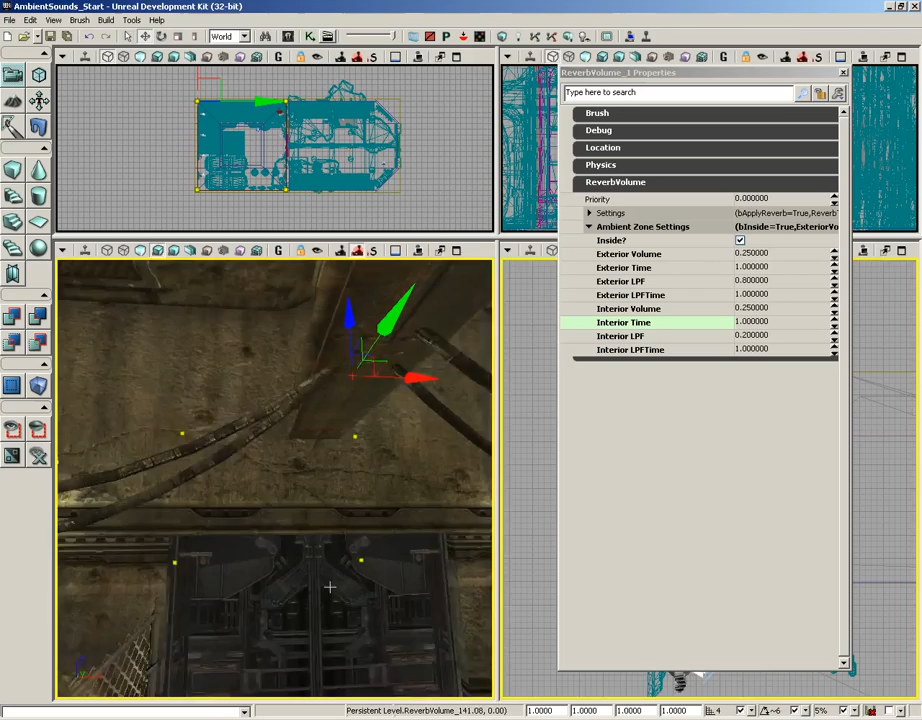 AmbientSounds_Start - Unreal Development Kit (32-bit)
File Edit View Brush Build Tools Help
World
G
ReverbVolume_1 Properties
Type here to search
Brush
Debug
Location
Physics
ReverbVolume
Priority 0.000000
Settings (bApplyReverb=True,Reverb
Ambient Zone Settings (bInside=True,ExteriorVo
Inside?
Exterior Volume 0.250000
Exterior Time 1.000000
Exterior LPF 0.800000
Exterior LPFTime 1.000000
Interior Volume 0.250000
Interior Time 1.000000
Interior LPF 0.200000
Interior LPFTime 1.000000
G
G
G
Persistent Level.ReverbVolume_141.08, 0.00) 1.0000 1.0000 1.0000 1.0000 4 ~6 5%